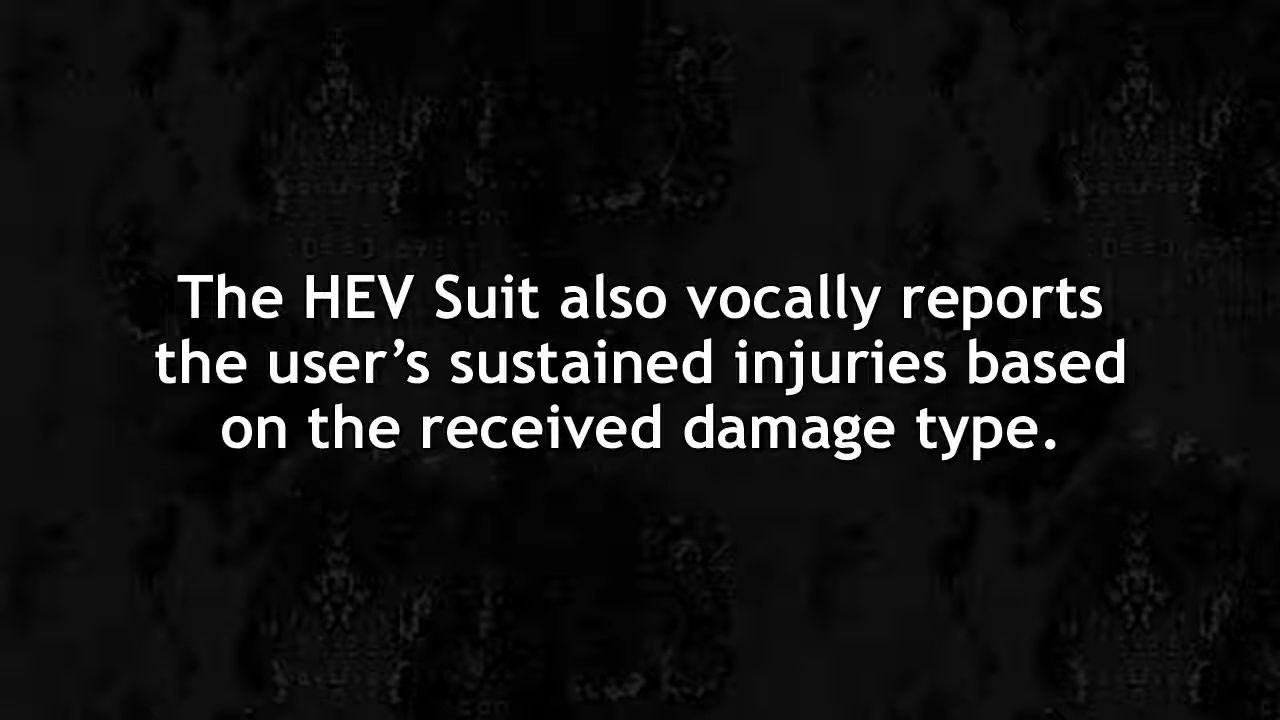 The HEV Suit also vocally reports
the user’s sustained injuries based
on the received damage type.